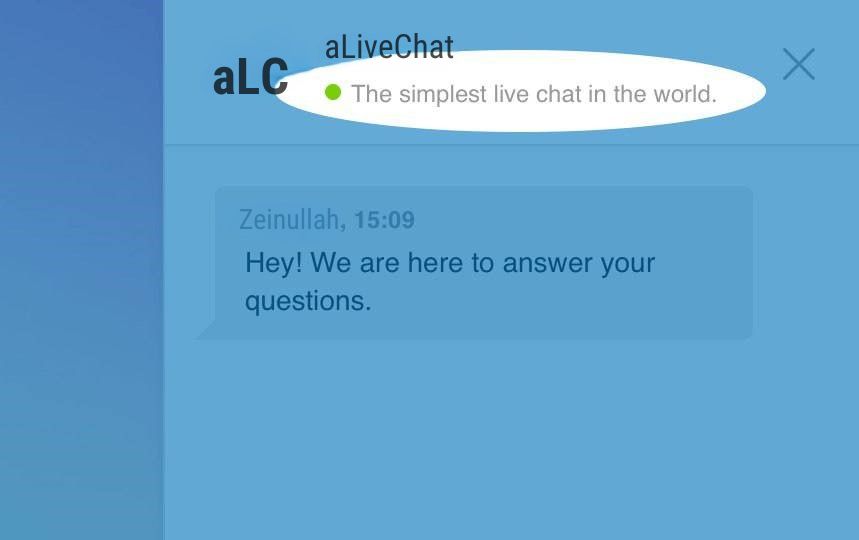 aLC
aLiveChat
The simplest live chat in the world.
Zeinullah, 15:09
Hey! We are here to answer your
questions.